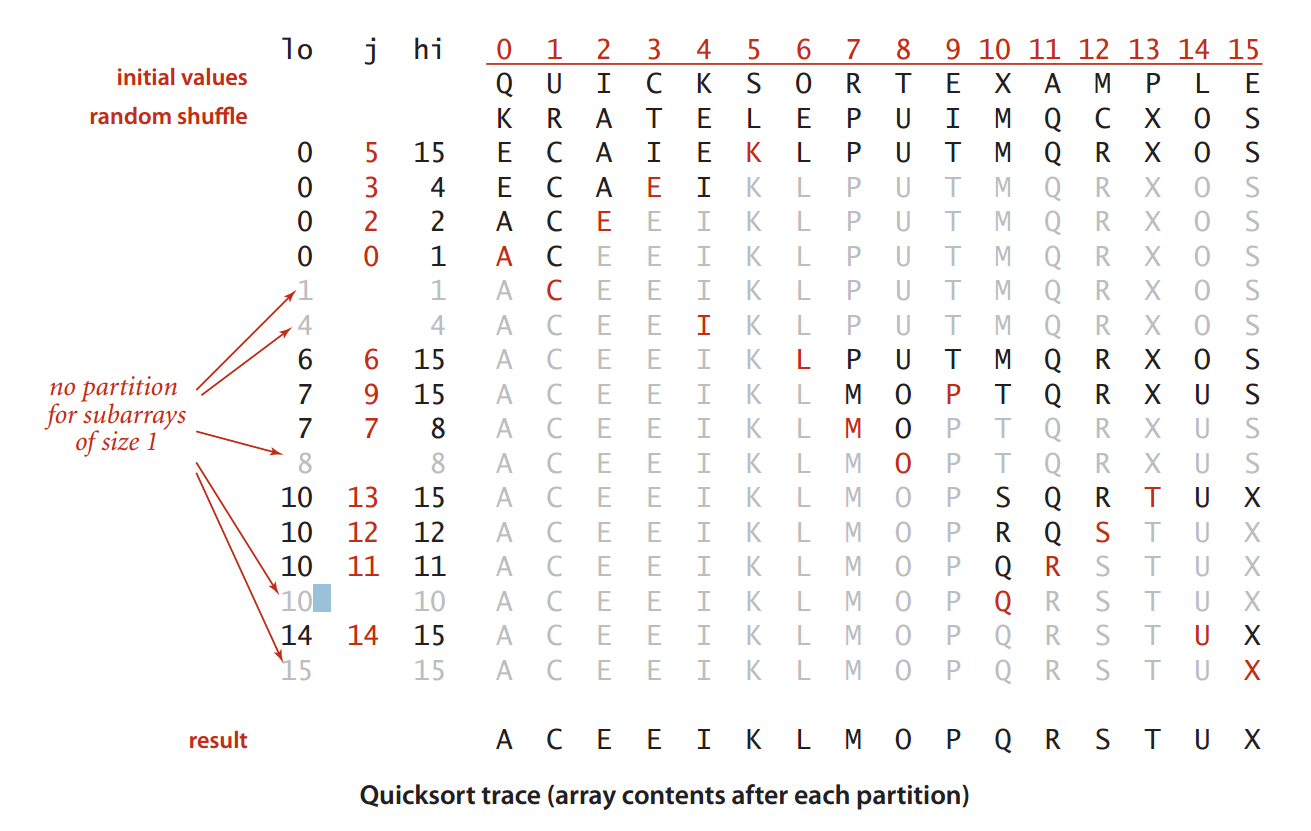 lo j hi 0 1 2 3 4 5 6 7 8 9 10 11 12 13 14 15
initial values Q U I C K S O R T E X A M P L E
random shuffle K R A T E L E P U I M Q C X O S
0 5 15 E C A I E K L P U T M Q R X O S
0 3 4 E C A E I K L P U T M Q R X O S
0 2 2 A C E E I K L P U T M Q R X O S
0 0 1 A C E E I K L P U T M Q R X O S
1 1 A C E E I K L P U T M Q R X O S
4 4 A C E E I K L P U T M Q R X O S
6 6 15 A C E E I K L P U T M Q R X O S
7 9 15 A C E E I K L M O P T Q R X U S
7 7 8 A C E E I K L M O P T Q R X U S
8 8 A C E E I K L M O P T Q R X U S
10 13 15 A C E E I K L M O P S Q R T U X
10 12 12 A C E E I K L M O P R Q S T U X
10 11 11 A C E E I K L M O P Q R S T U X
10 10 A C E E I K L M O P Q R S T U X
14 14 15 A C E E I K L M O P Q R S T U X
15 15 A C E E I K L M O P Q R S T U X
no partition
for subarrays
of size 1
result A C E E I K L M O P Q R S T U X
Quicksort trace (array contents after each partition)